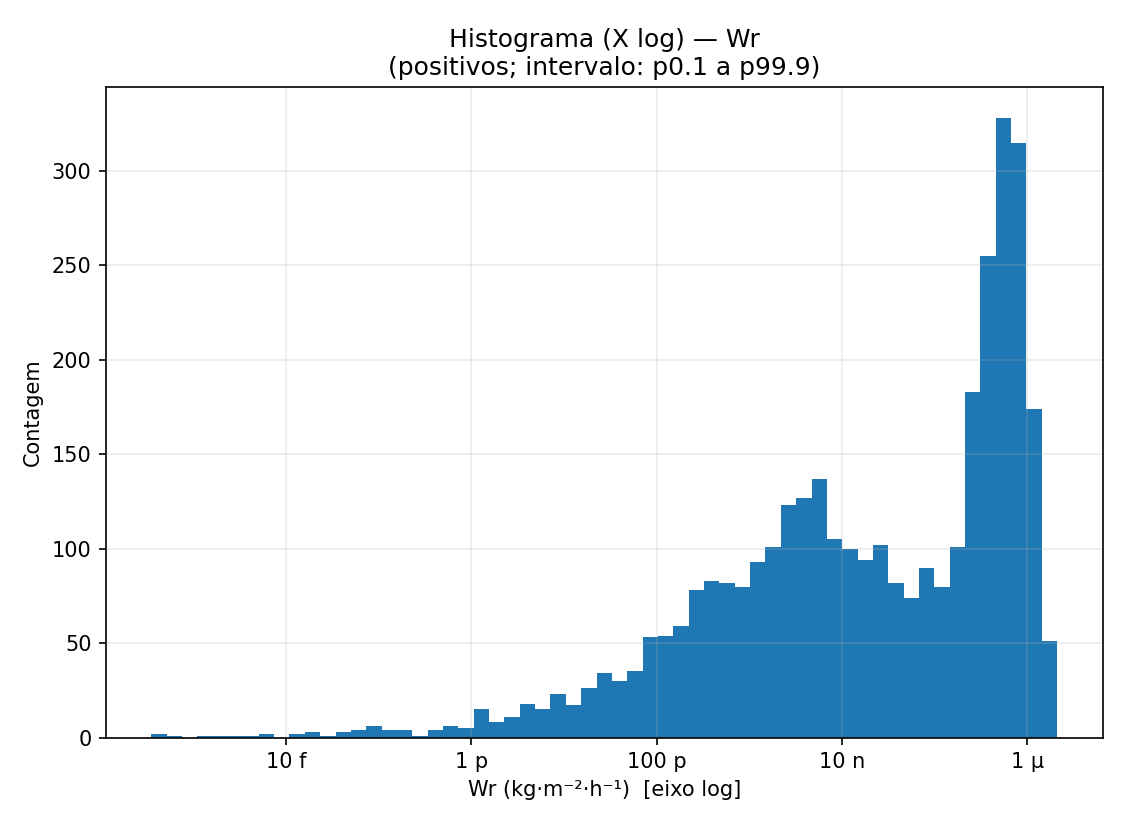 Histograma (X log) — Wr
(positivos; intervalo: p0.1 a p99.9)
Contagem
300
250
200
150
100
50
0
10 f
1 p
100 p
10 n
1 µ
Wr (kg·m⁻²·h⁻¹)  [eixo log]